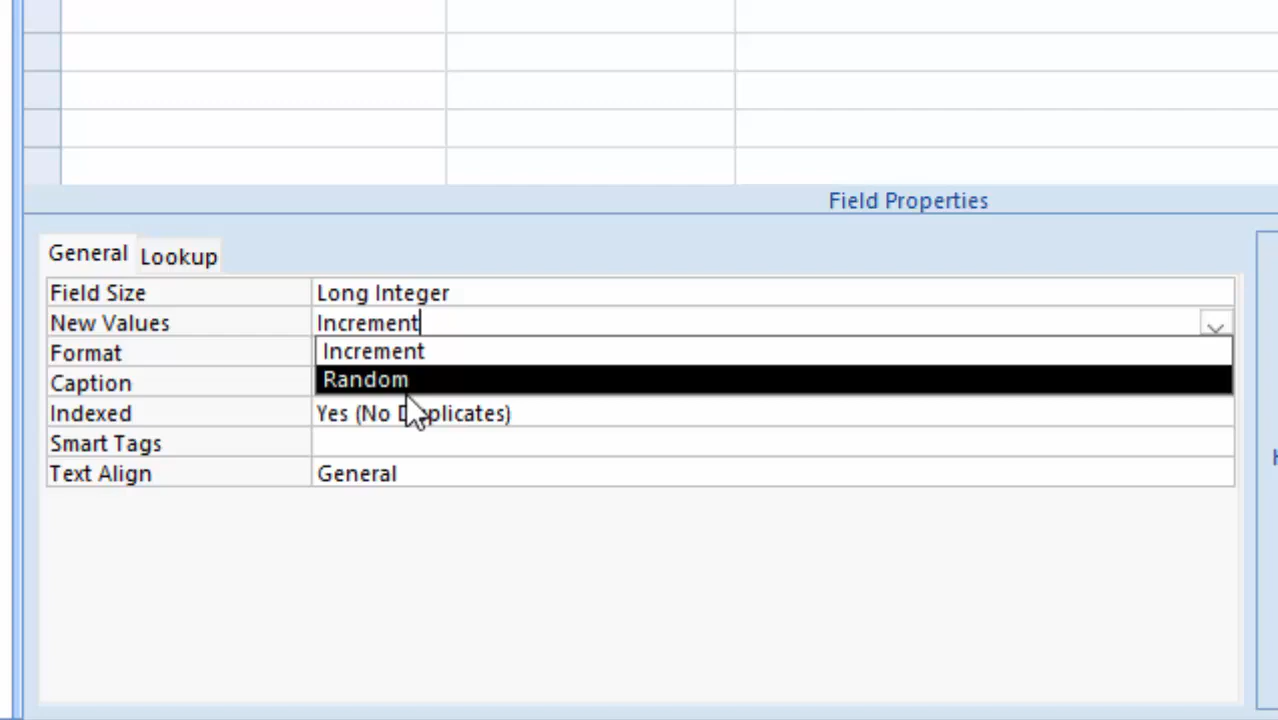 Field Properties
General Lookup
Field Size Long Integer
New Values Increment
Increment
Format
Random
Caption
Indexed Yes (No Duplicates)
Smart Tags
Text Align General